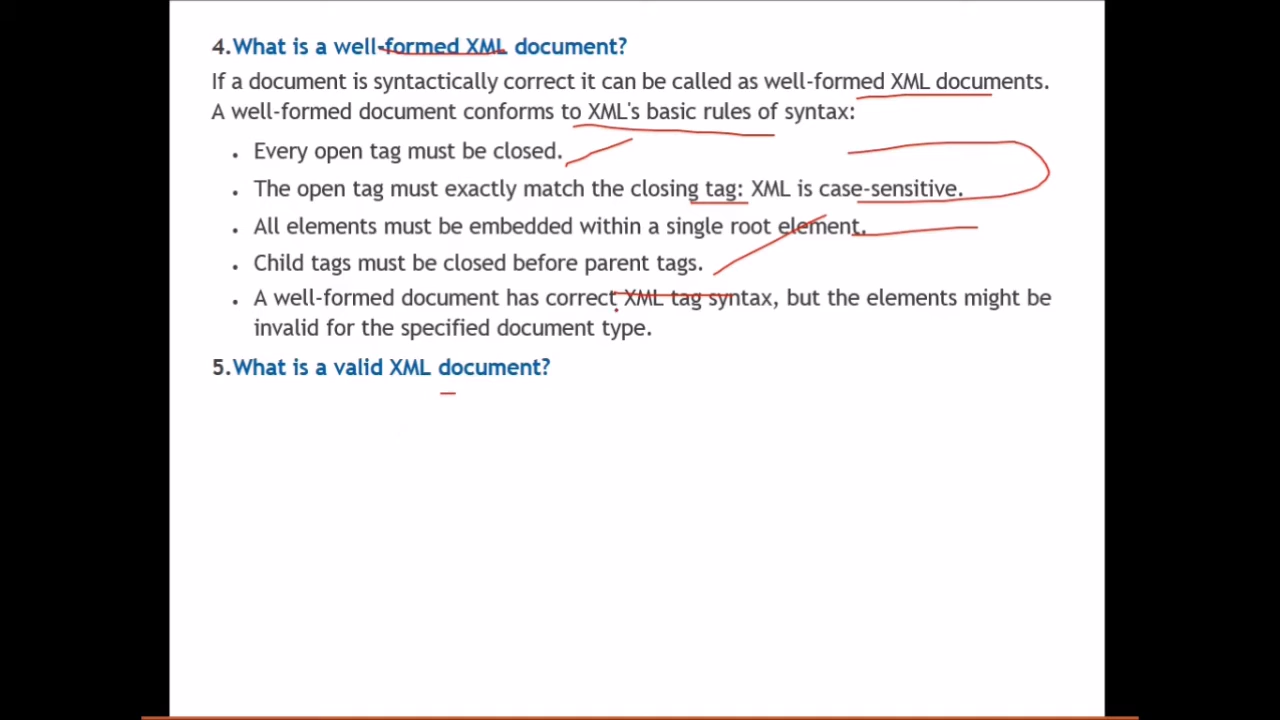 4.What is a well-formed XML document?
If a document is syntactically correct it can be called as well-formed XML documents.
A well-formed document conforms to XML's basic rules of syntax:
• Every open tag must be closed.
• The open tag must exactly match the closing tag: XML is case-sensitive.
• All elements must be embedded within a single root element.
• Child tags must be closed before parent tags.
• A well-formed document has correct XML tag syntax, but the elements might be
invalid for the specified document type.
5.What is a valid XML document?